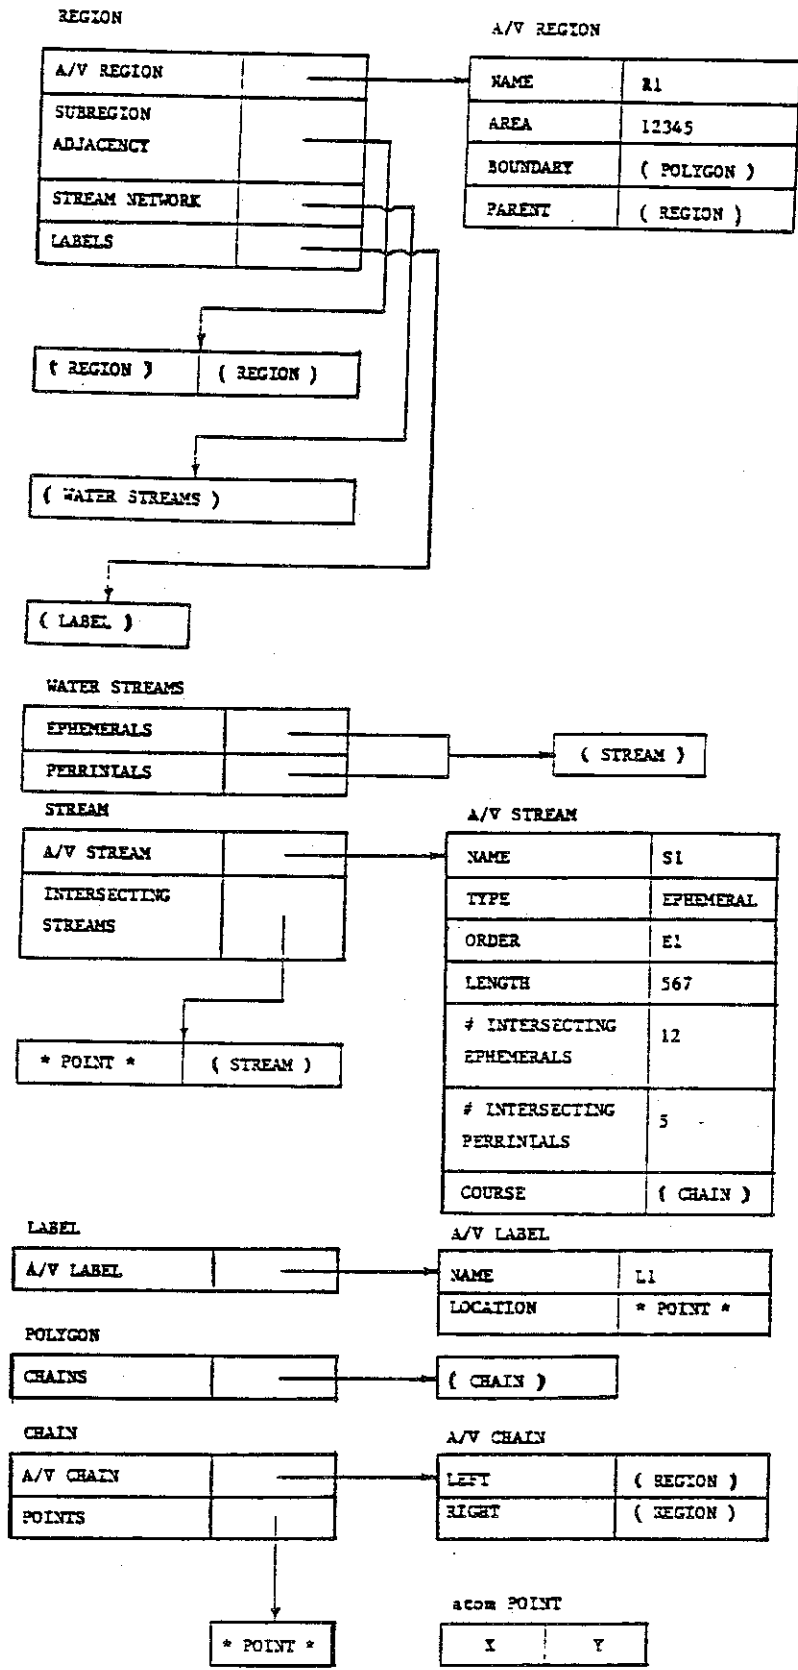 REGION
A/V REGION
A/V REGION
NAME R1
SUBREGION
ADJACENCY
AREA 12345
BOUNDARY ( POLYGON )
STREAM NETWORK
PARENT ( REGION )
LABELS
( REGION ) ( REGION )
( WATER STREAMS )
( LABEL )
WATER STREAMS
EPHEMERALS
( STREAM )
PERRINIALS
STREAM
A/V STREAM
A/V STREAM
NAME S1
INTERSECTING
STREAMS
TYPE EPHEMERAL
ORDER E1
LENGTH 567
# INTERSECTING
EPHEMERALS
12
* POINT * ( STREAM )
# INTERSECTING
PERRINIALS
5
COURSE ( CHAIN )
LABEL
A/V LABEL
A/V LABEL
NAME L1
LOCATION * POINT *
POLYGON
CHAINS
( CHAIN )
CHAIN
A/V CHAIN
A/V CHAIN
LEFT ( REGION )
POINTS
RIGHT ( REGION )
atom POINT
* POINT *
X Y